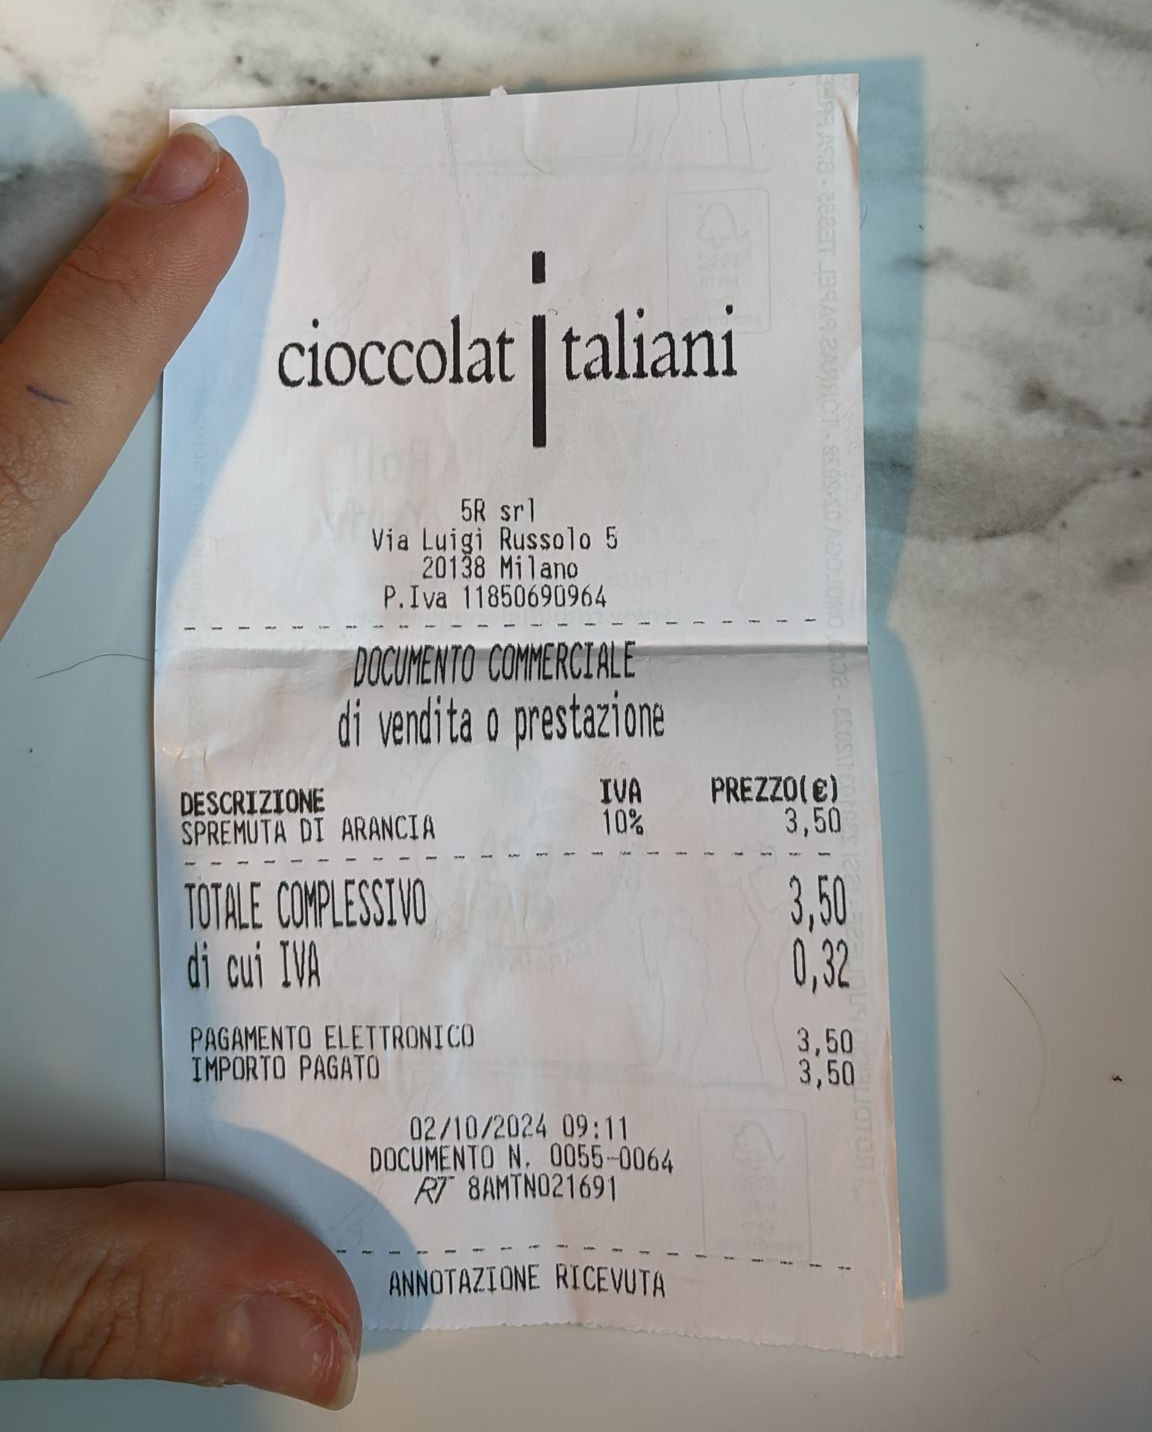 cioccolatitaliani
5R srl
Via Luigi Russolo 5
20138 Milano
P.Iva 11850690964
DOCUMENTO COMMERCIALE
di vendita o prestazione
DESCRIZIONE IVA PREZZO(€)
SPREMUTA DI ARANCIA 10% 3,50
TOTALE COMPLESSIVO 3,50
di cui IVA 0,32
PAGAMENTO ELETTRONICO 3,50
IMPORTO PAGATO 3,50
02/10/2024 09:11
DOCUMENTO N. 0055-0064
RT 8AMTN021691
ANNOTAZIONE RICEVUTA